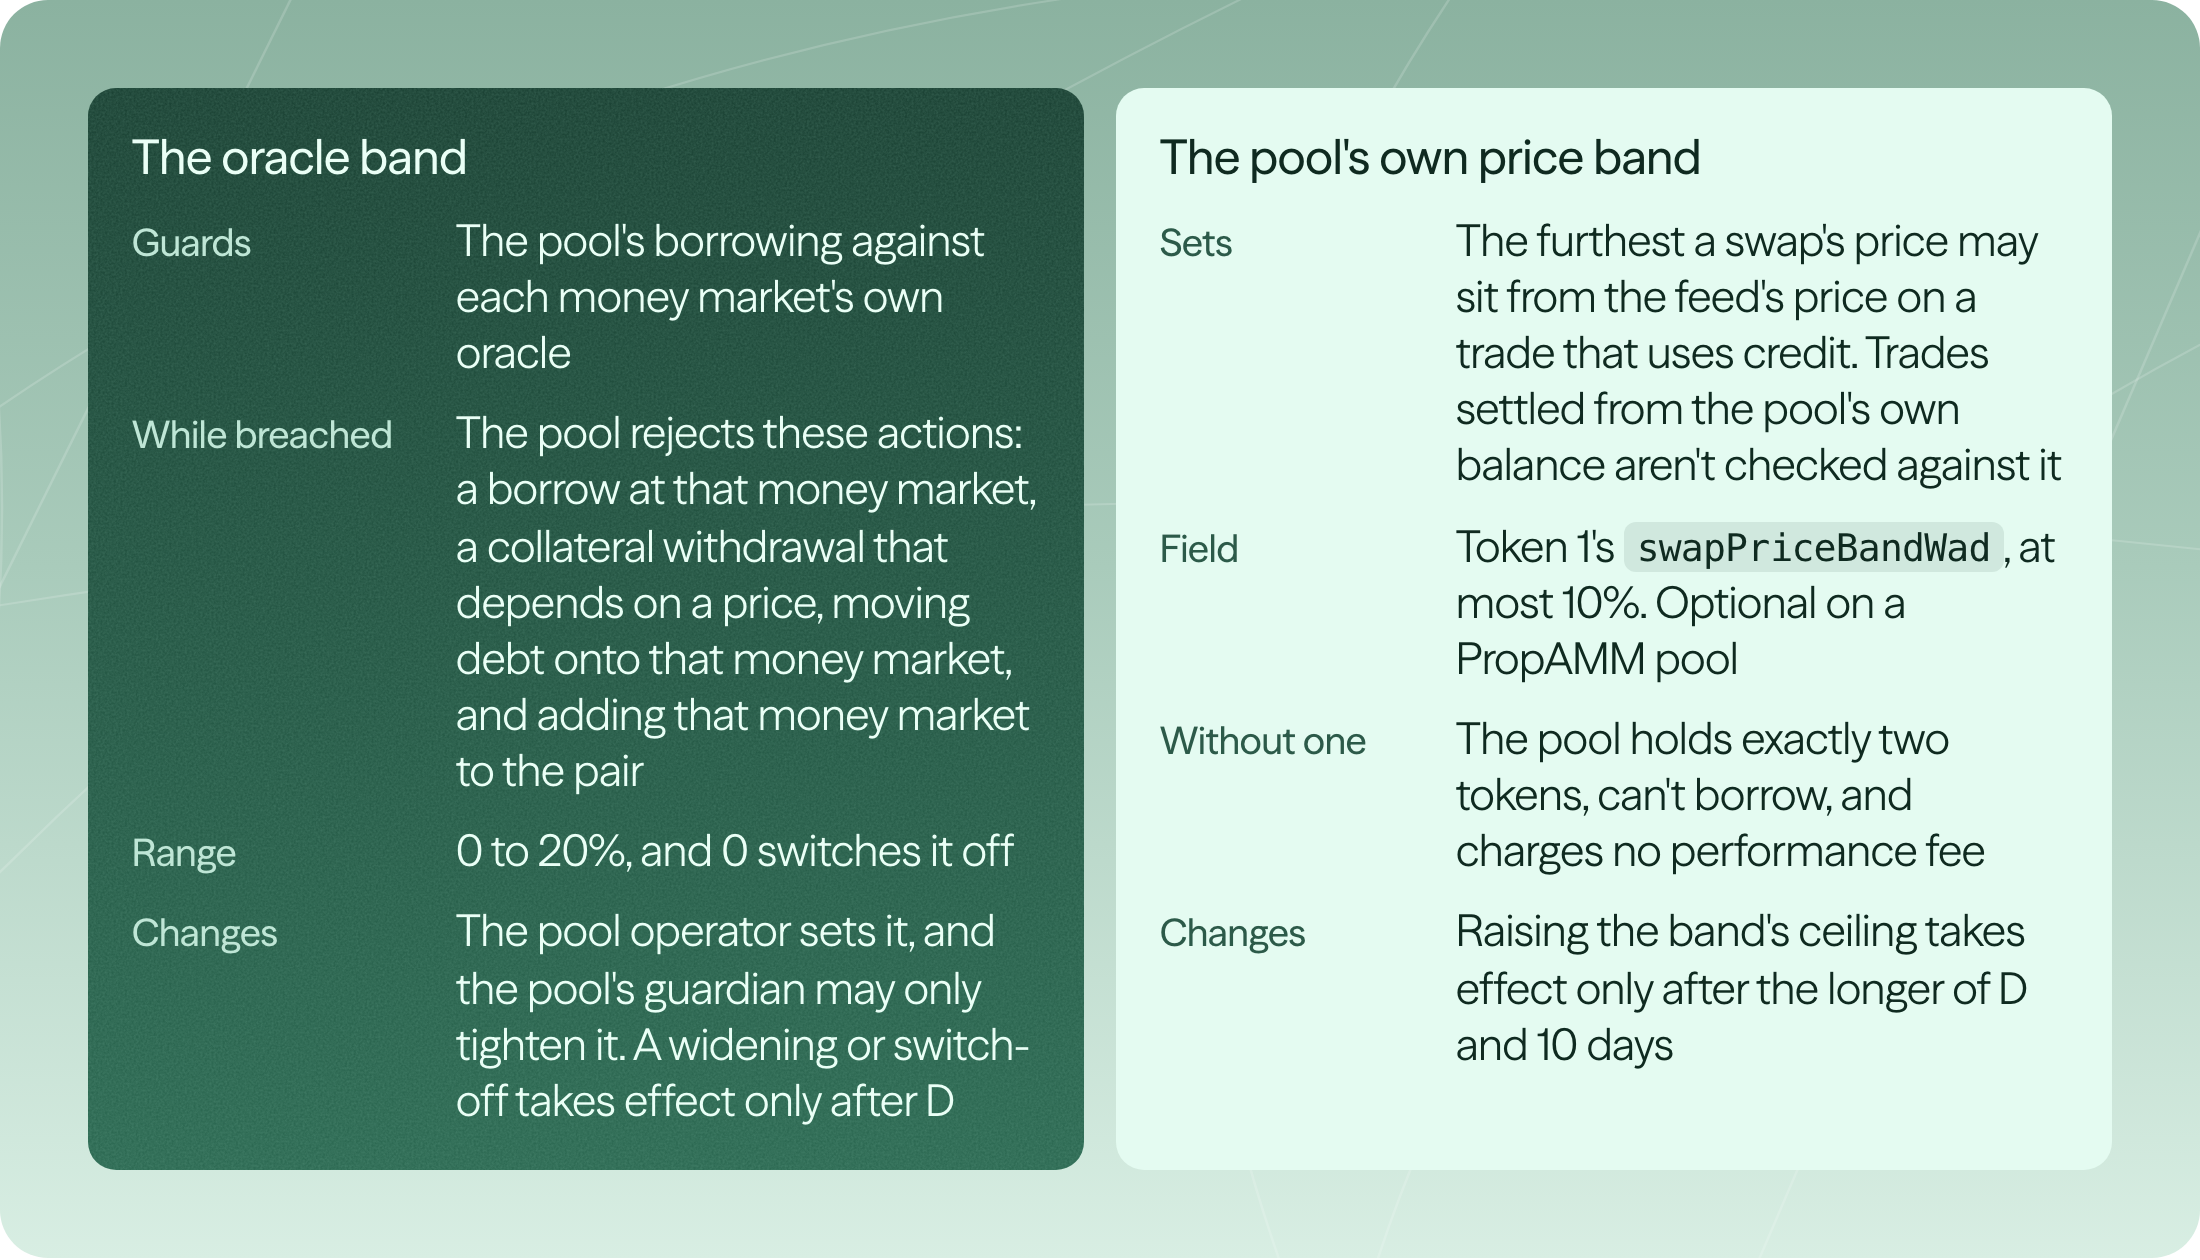 The oracle band
Guards
The pool's borrowing against
each money market's own
oracle
While breached
The pool rejects these actions:
a borrow at that money market,
a collateral withdrawal that
depends on a price, moving
debt onto that money market,
and adding that money market
to the pair
Range
0 to 20%, and 0 switches it off
Changes
The pool operator sets it, and
the pool's guardian may only
tighten it. A widening or switch-
off takes effect only after D
The pool's own price band
Sets
The furthest a swap's price may
sit from the feed's price on a
trade that uses credit. Trades
settled from the pool's own
balance aren't checked against it
Field
Token 1's swapPriceBandWad, at
most 10%. Optional on a
PropAMM pool
Without one
The pool holds exactly two
tokens, can't borrow, and
charges no performance fee
Changes
Raising the band's ceiling takes
effect only after the longer of D
and 10 days